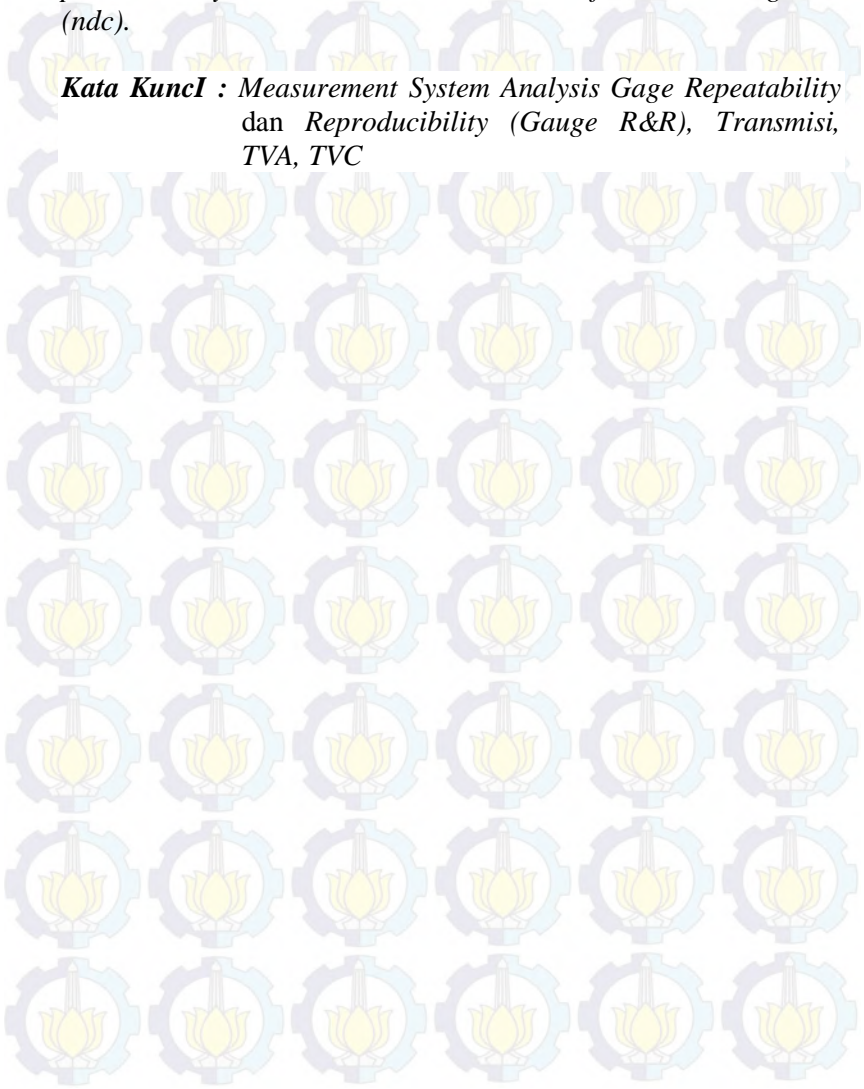 (ndc).
Kata KuncI : Measurement System Analysis Gage Repeatability
dan Reproducibility (Gauge R&R), Transmisi,
TVA, TVC